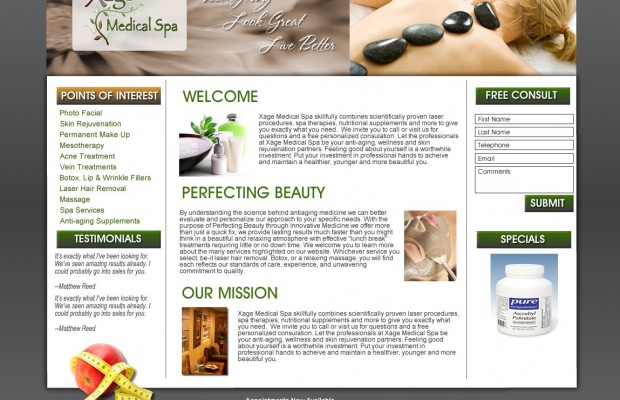 Xage
Medical Spa
Look Great
Live Better
POINTS OF INTEREST
Photo Facial
Skin Rejuvenation
Permanent Make Up
Mesotherapy
Acne Treatment
Vein Treatments
Botox, Lip & Wrinkle Fillers
Laser Hair Removal
Massage
Spa Services
Anti-aging Supplements
TESTIMONIALS
It's exactly what I've been looking for.
We've seen amazing results already. I
could probably go into sales for you.
--Matthew Reed
It's exactly what I've been looking for.
We've seen amazing results already. I
could probably go into sales for you.
--Matthew Reed
WELCOME
Xage Medical Spa skillfully combines scientifically proven laser
procedures, spa therapies, nutritional supplements and more to give
you exactly what you need. We invite you to call or visit us for
questions and a free personalized consultation. Let the professionals
at Xage Medical Spa be your anti-aging, wellness and skin
rejuvenation partners. Feeling good about yourself is a worthwhile
investment. Put your investment in professional hands to acheive and
maintain a healthier, younger and more beautiful you.
PERFECTING BEAUTY
By understanding the science behind antiaging medicine we can better
evaluate and personalize our approach to your specific needs. With the
purpose of Perfecting Beauty through Innovative Medicine we offer more
than just a quick fix, we provide lasting results much faster than you might
think in a beautiful and relaxing atmosphere with effective "lunch break"
treatments requiring little or no down time. We welcome you to learn more
about the many services highlighted on our website. Whichever service you
select, be-it laser hair removal, Botox, or a relaxing massage, you will find
each reflects our standards of care, experience, and unwavering
commitment to quality.
OUR MISSION
Xage Medical Spa skillfully combines scientifically proven laser procedures,
spa therapies, nutritional supplements and more to give you exactly what
you need. We invite you to call or visit us for questions and a free
personalized consultation. Let the professionals at Xage Medical Spa be
your anti-aging, wellness and skin rejuvenation partners. Feeling good
about yourself is a worthwhile investment. Put your investment in
professional hands to acheive and maintain a healthier, younger and more
beautiful you.
FREE CONSULT
First Name
Last Name
Telephone
Email
Comments
SUBMIT
SPECIALS
pure
Ascorbyl
Palmitate
Appointments Now Available